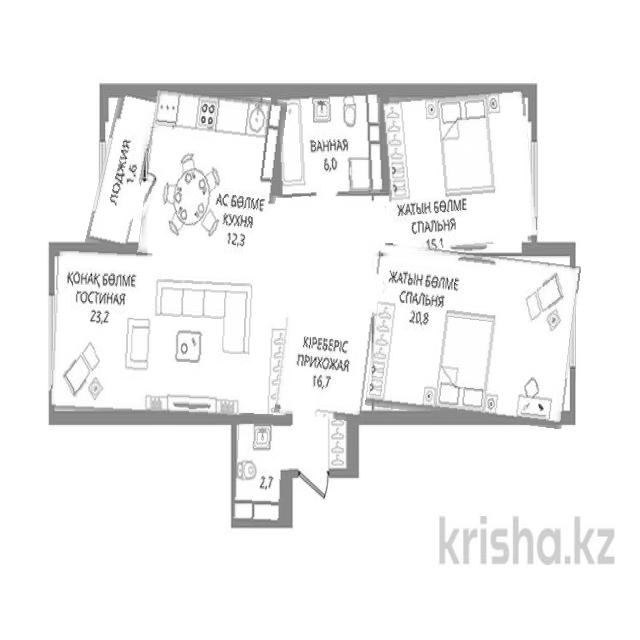 ЛОДЖИЯ
1.6
АС БӨЛМЕ
КУХНЯ
12,3
ВАННАЯ
6,0
ЖАТЫН БӨЛМЕ
СПАЛЬНЯ
15,1
ҚОНАҚ БӨЛМЕ
ГОСТИНАЯ
23,2
ЖАТЫН БӨЛМЕ
СПАЛЬНЯ
20,8
КІРЕБЕРІС
ПРИХОЖАЯ
16,7
2,7
krisha.kz